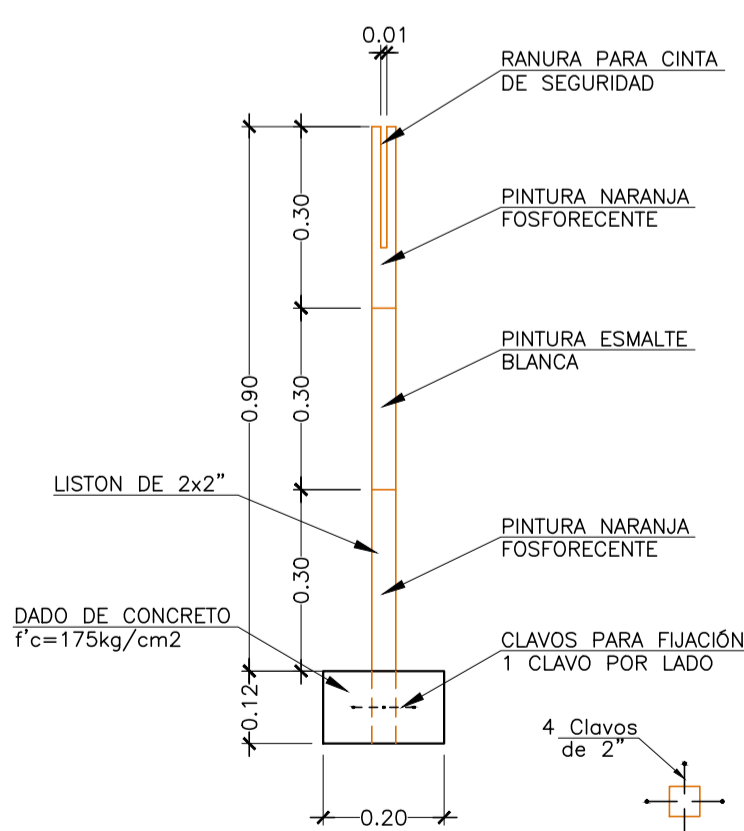 0.01
RANURA PARA CINTA
DE SEGURIDAD
0.30
PINTURA NARANJA
FOSFORECENTE
0.90
0.30
PINTURA ESMALTE
BLANCA
LISTON DE 2x2"
0.30
PINTURA NARANJA
FOSFORECENTE
DADO DE CONCRETO
f'c=175kg/cm2
CLAVOS PARA FIJACIÓN
1 CLAVO POR LADO
0.12
4 Clavos
de 2"
0.20